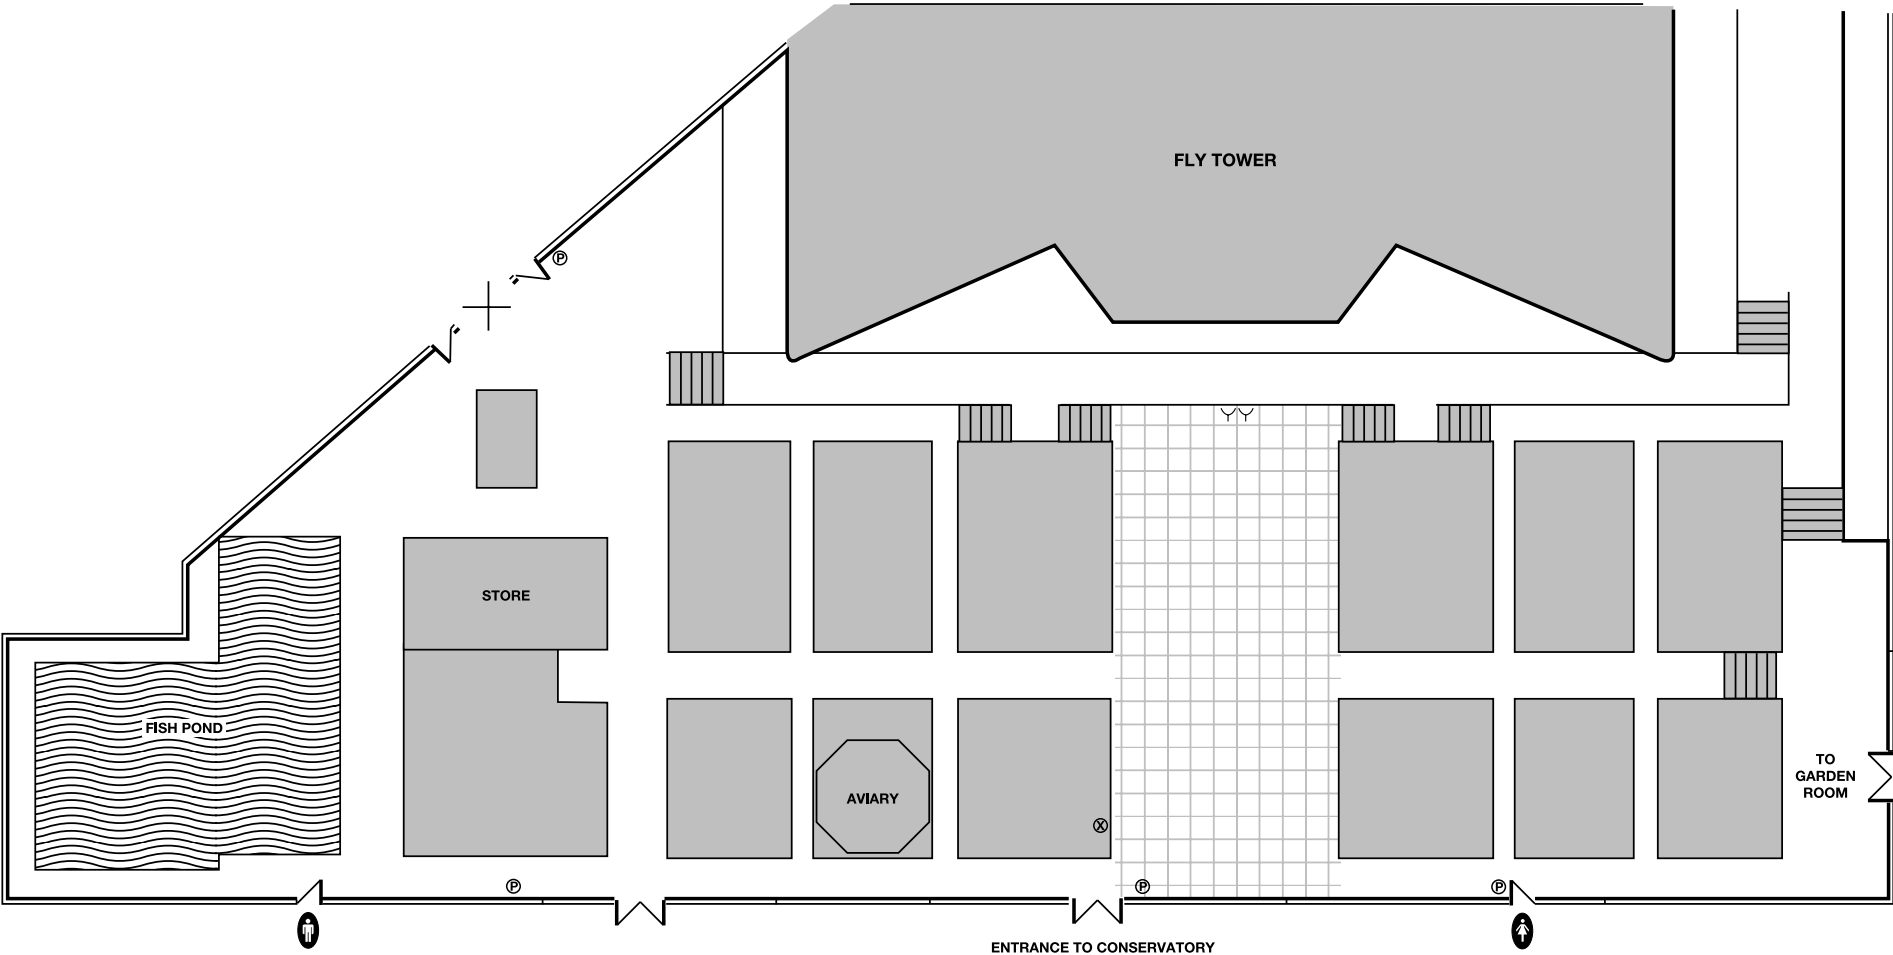 FLY TOWER
P
STORE
FISH POND
AVIARY
TO
GARDEN
ROOM
X
P
P
P
ENTRANCE TO CONSERVATORY